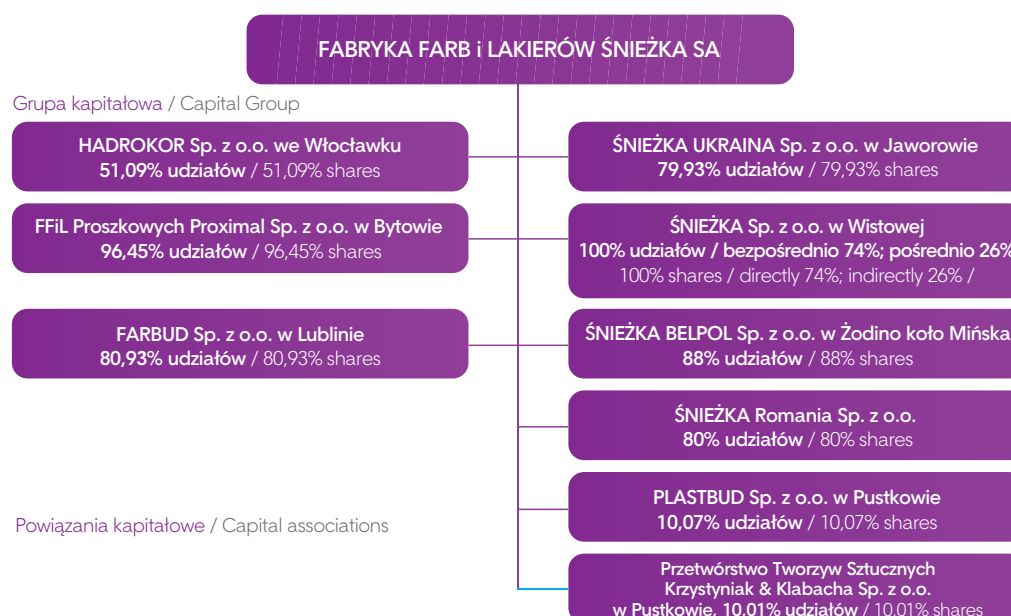 FABRYKA FARB i LAKIERÓW ŚNIEŻKA SA
Grupa kapitałowa / Capital Group
HADROKOR Sp. z o.o. we Włocławku
51,09% udziałów / 51,09% shares
FFiL Proszkowych Proximal Sp. z o.o. w Bytowie
96,45% udziałów / 96,45% shares
FARBUD Sp. z o.o. w Lublinie
80,93% udziałów / 80,93% shares
ŚNIEŻKA UKRAINA Sp. z o.o. w Jaworowie
79,93% udziałów / 79,93% shares
ŚNIEŻKA Sp. z o.o. w Wistowej
100% udziałów / bezpośrednio 74%; pośrednio 26%
100% shares / directly 74%; indirectly 26% /
ŚNIEŻKA BELPOL Sp. z o.o. w Żodino koło Mińska
88% udziałów / 88% shares
ŚNIEŻKA Romania Sp. z o.o.
80% udziałów / 80% shares
PLASTBUD Sp. z o.o. w Pustkowie
10,07% udziałów / 10,07% shares
Powiązania kapitałowe / Capital associations
Przetwórstwo Tworzyw Sztucznych
Krzystyniak & Klabacha Sp. z o.o.
w Pustkowie, 10,01% udziałów / 10,01% shares